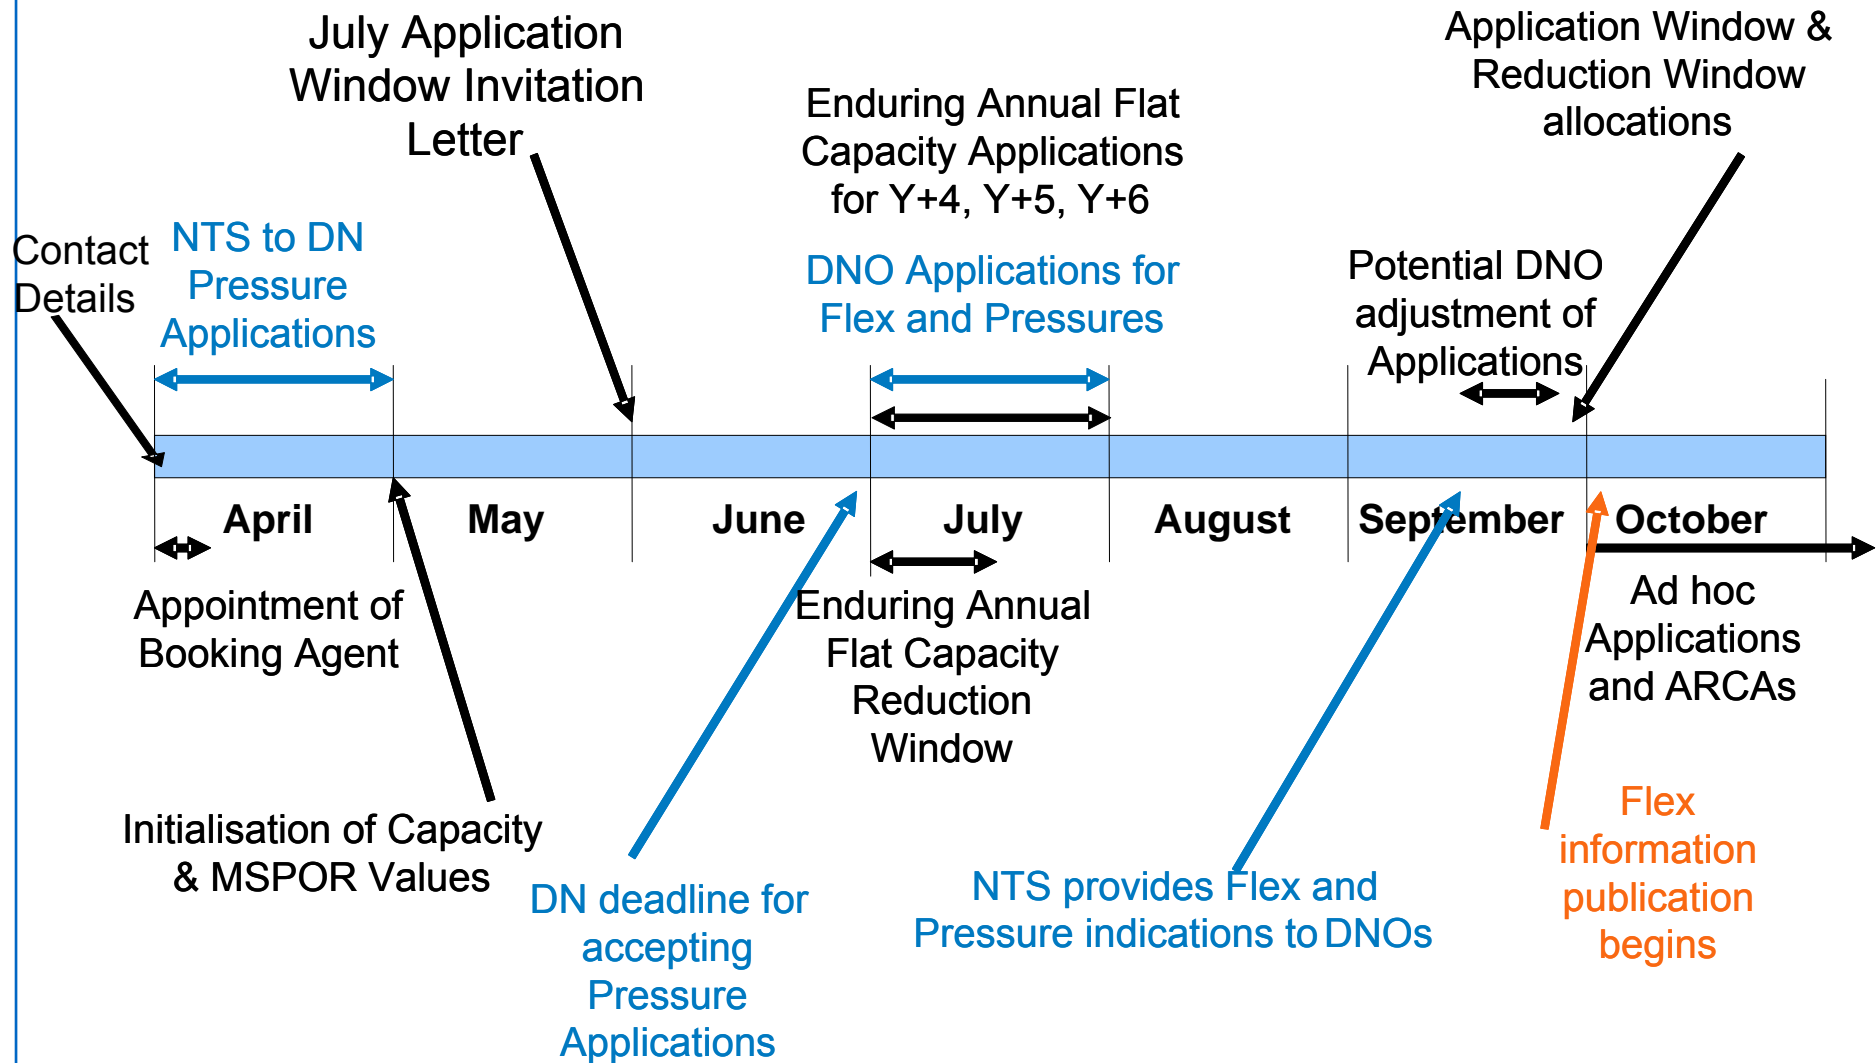 July Application
Window Invitation
Letter
Application Window &
Reduction Window
allocations
Enduring Annual Flat
Capacity Applications
for Y+4, Y+5, Y+6
Contact
Details
NTS to DN
Pressure
Applications
DNO Applications for
Flex and Pressures
Potential DNO
adjustment of
Applications
April
May
June
July
August
September
October
Appointment of
Booking Agent
Enduring Annual
Flat Capacity
Reduction
Window
Ad hoc
Applications
and ARCAs
Initialisation of Capacity
& MSPOR Values
DN deadline for
accepting
Pressure
Applications
NTS provides Flex and
Pressure indications to DNOs
Flex
information
publication
begins